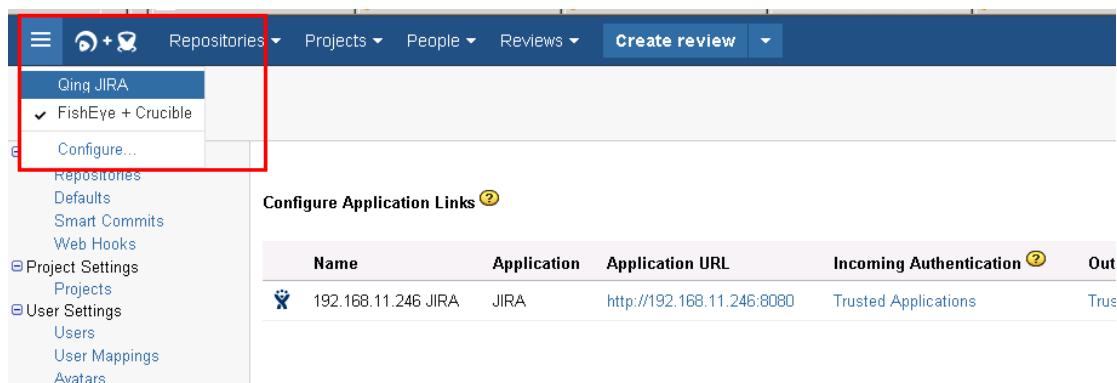 Repositories Projects People Reviews Create review
Qing JIRA
FishEye + Crucible
Configure...
Repositories
Defaults
Smart Commits
Web Hooks
Project Settings
Projects
User Settings
Users
User Mappings
Avatars
Configure Application Links ?
Name Application Application URL Incoming Authentication ? Out
192.168.11.246 JIRA JIRA http://192.168.11.246:8080 Trusted Applications Trus